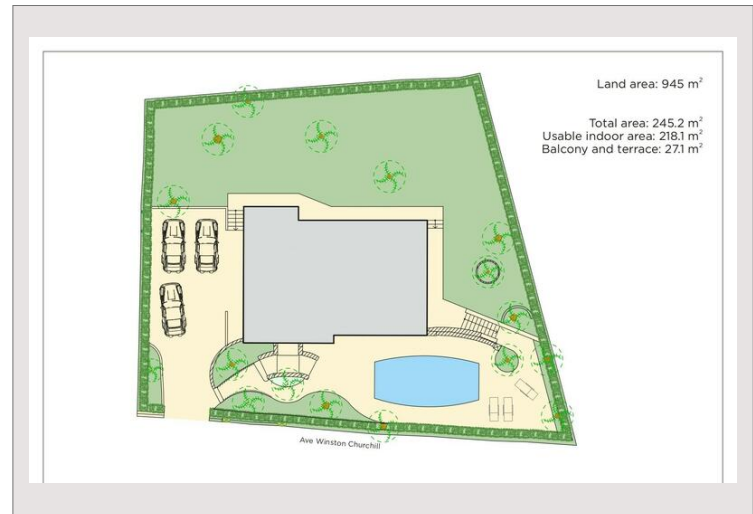 Land area: 945 m²
Total area: 245.2 m²
Usable indoor area: 218.1 m²
Balcony and terrace: 27.1 m²
Ave Winston Churchill